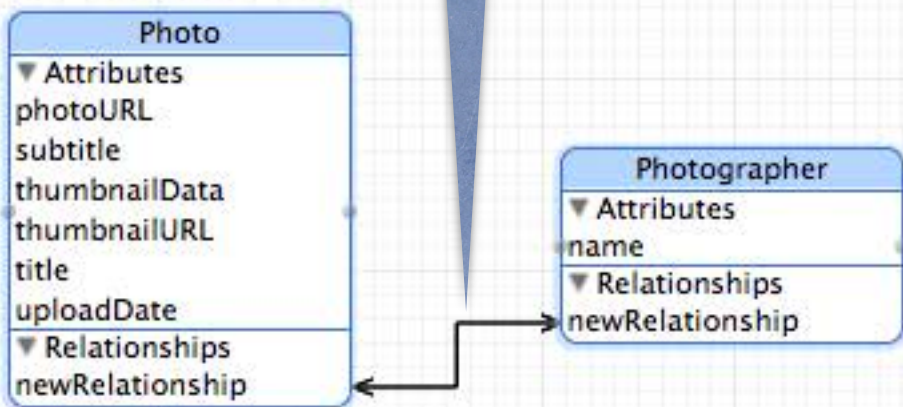 Photo
Attributes
photoURL
subtitle
thumbnailData
thumbnailURL
title
uploadDate
Relationships
newRelationship
Photographer
Attributes
name
Relationships
newRelationship